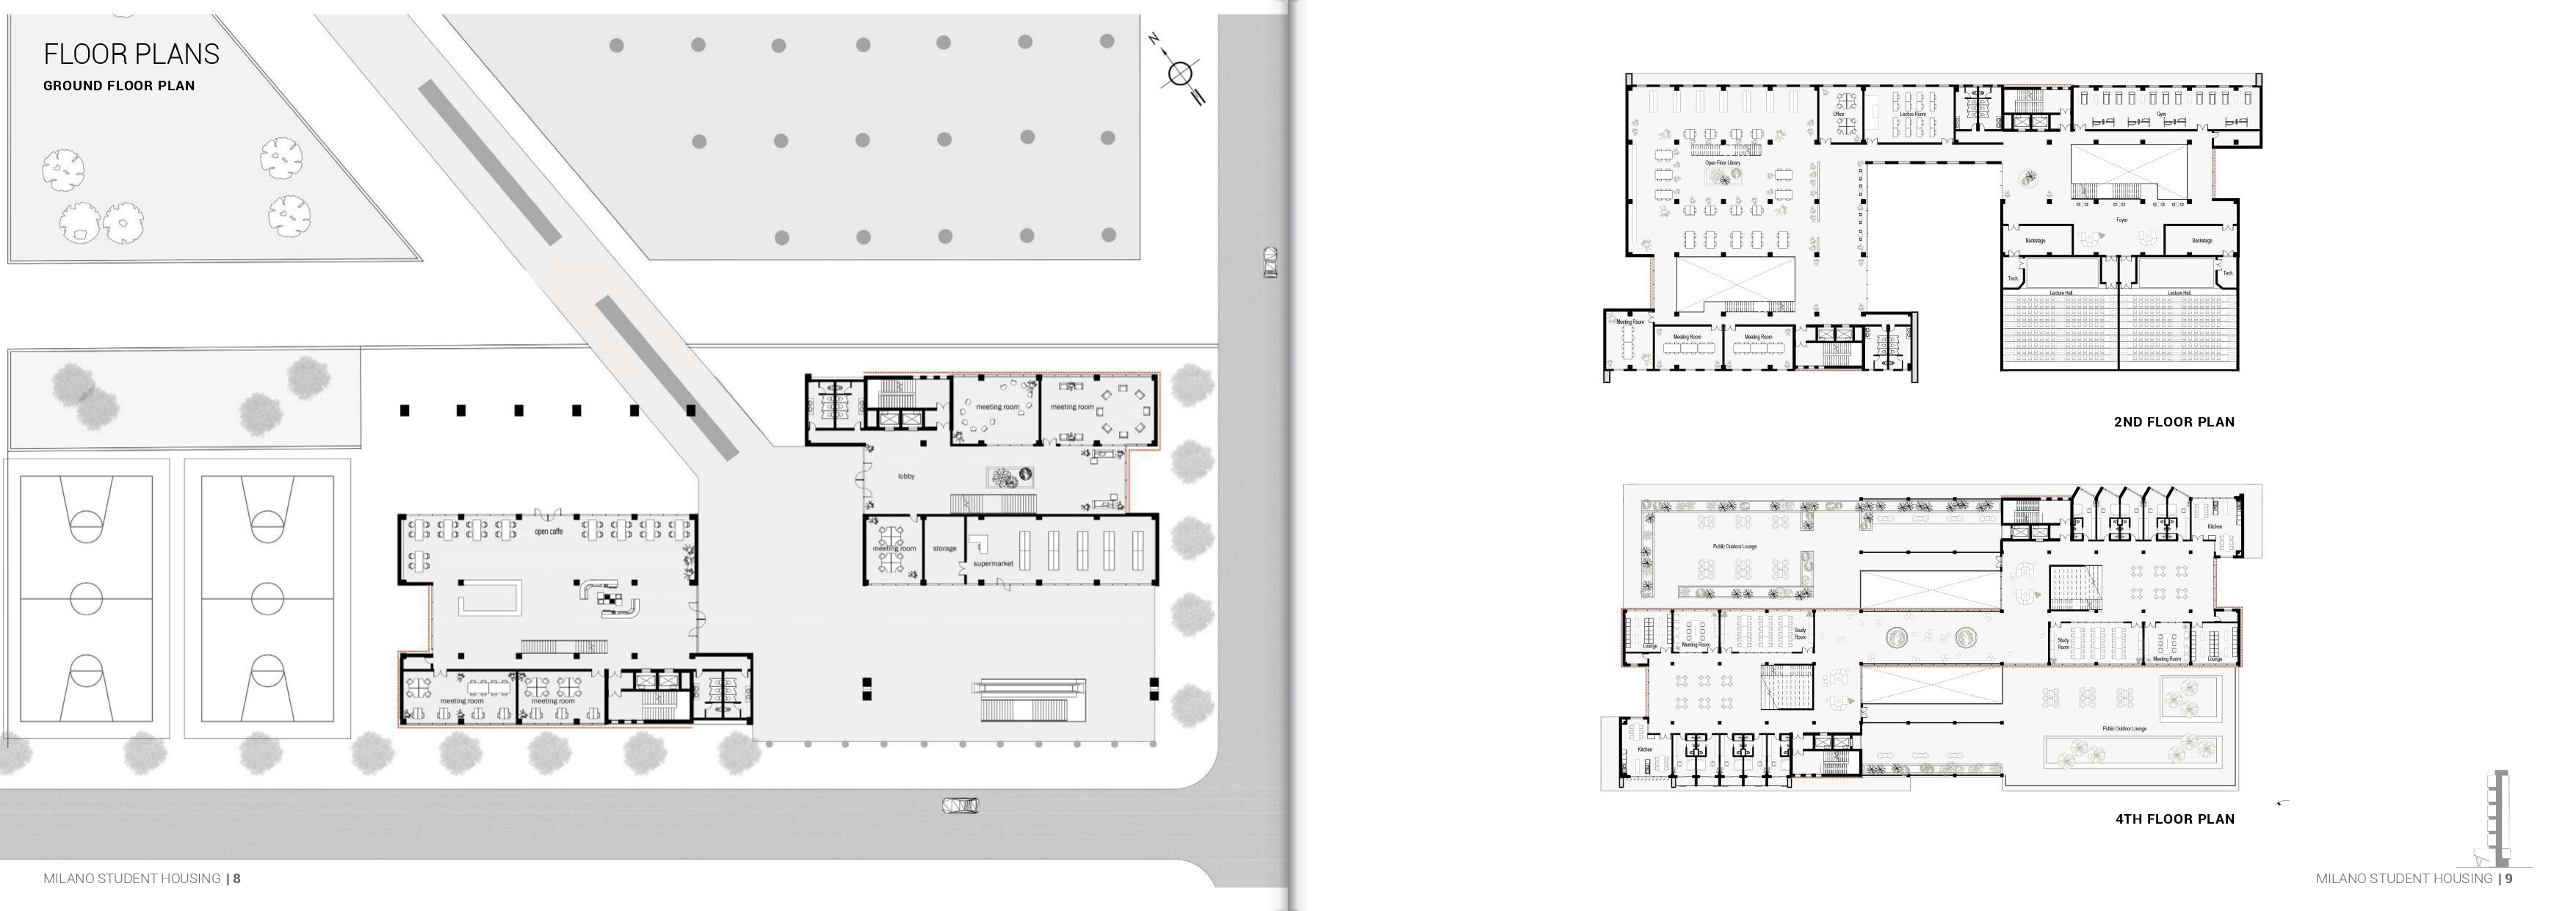 FLOOR PLANS
GROUND FLOOR PLAN
N
meeting room
meeting room
lobby
open caffe
meeting room
storage
supermarket
meeting room
meeting room
MILANO STUDENT HOUSING | 8
Office
Lecture Room
Gym
Open Floor Library
Foyer
Backstage
Backstage
Tech.
Tech.
Lecture Hall
Lecture Hall
Meeting Room
Meeting Room
Meeting Room
2ND FLOOR PLAN
Kitchen
Public Outdoor Lounge
Study
Room
Lounge
Meeting Room
Study
Room
Meeting Room
Lounge
Public Outdoor Lounge
Kitchen
4TH FLOOR PLAN
MILANO STUDENT HOUSING | 9